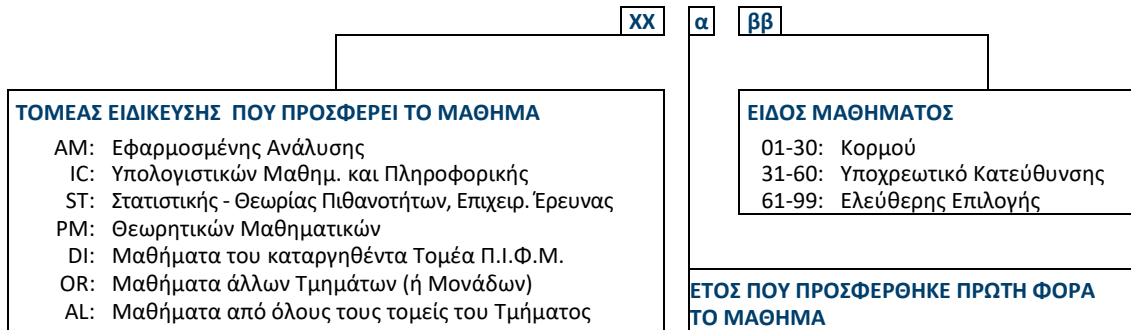 XX α ββ
ΤΟΜΕΑΣ ΕΙΔΙΚΕΥΣΗΣ ΠΟΥ ΠΡΟΣΦΕΡΕΙ ΤΟ ΜΑΘΗΜΑ
AM: Εφαρμοσμένης Ανάλυσης
IC: Υπολογιστικών Μαθημ. και Πληροφορικής
ST: Στατιστικής - Θεωρίας Πιθανοτήτων, Επιχειρ. Έρευνας
PM: Θεωρητικών Μαθηματικών
DI: Μαθήματα του καταργηθέντα Τομέα Π.Ι.Φ.Μ.
OR: Μαθήματα άλλων Τμημάτων (ή Μονάδων)
AL: Μαθήματα από όλους τους τομείς του Τμήματος
ΕΙΔΟΣ ΜΑΘΗΜΑΤΟΣ
01-30: Κορμού
31-60: Υποχρεωτικό Κατεύθυνσης
61-99: Ελεύθερης Επιλογής
ΕΤΟΣ ΠΟΥ ΠΡΟΣΦΕΡΘΗΚΕ ΠΡΩΤΗ ΦΟΡΑ
ΤΟ ΜΑΘΗΜΑ